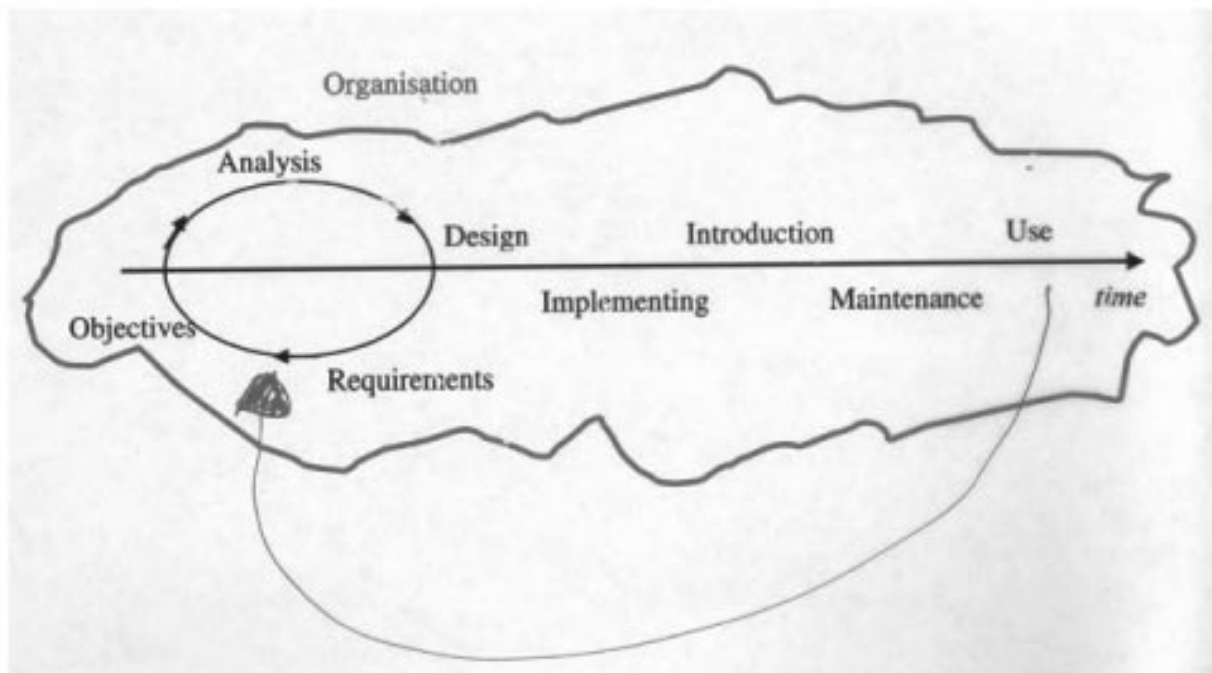 Organisation
Analysis
Design
Introduction
Use
Implementing
Maintenance
time
Objectives
Requirements